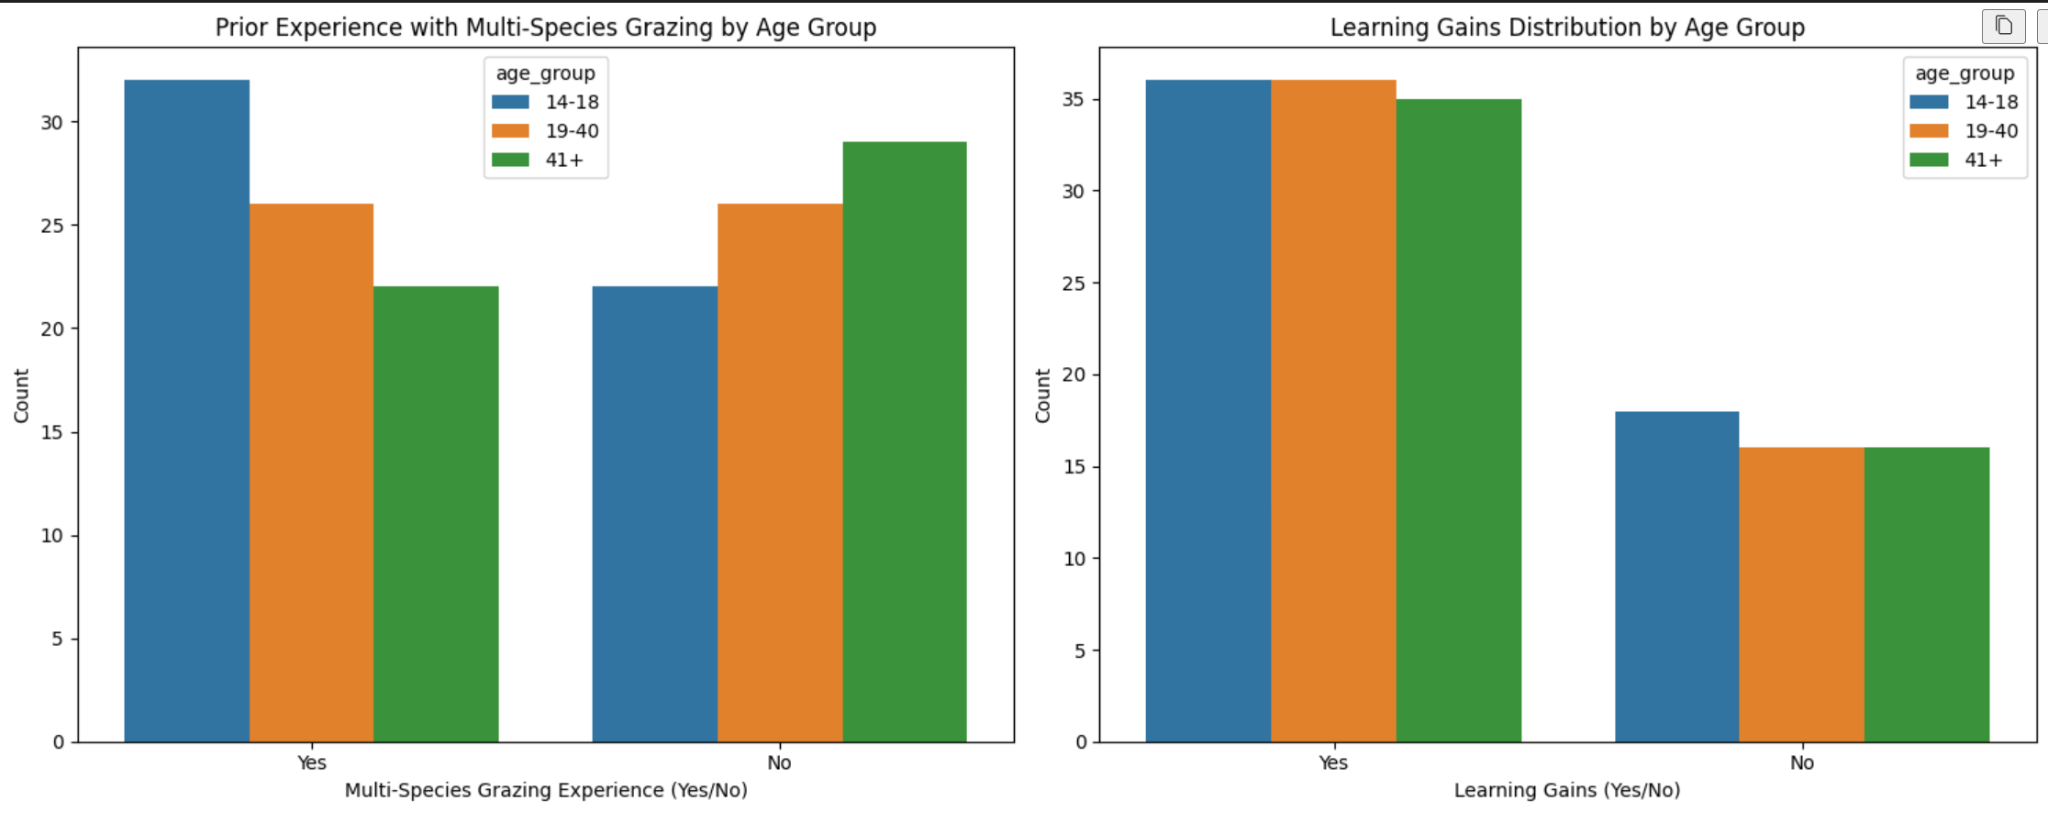 Prior Experience with Multi-Species Grazing by Age Group
age_group
14-18
19-40
41+
30
25
20
15
10
5
0
Count
Yes
No
Multi-Species Grazing Experience (Yes/No)
Learning Gains Distribution by Age Group
age_group
14-18
19-40
41+
35
30
25
20
15
10
5
0
Count
Yes
No
Learning Gains (Yes/No)